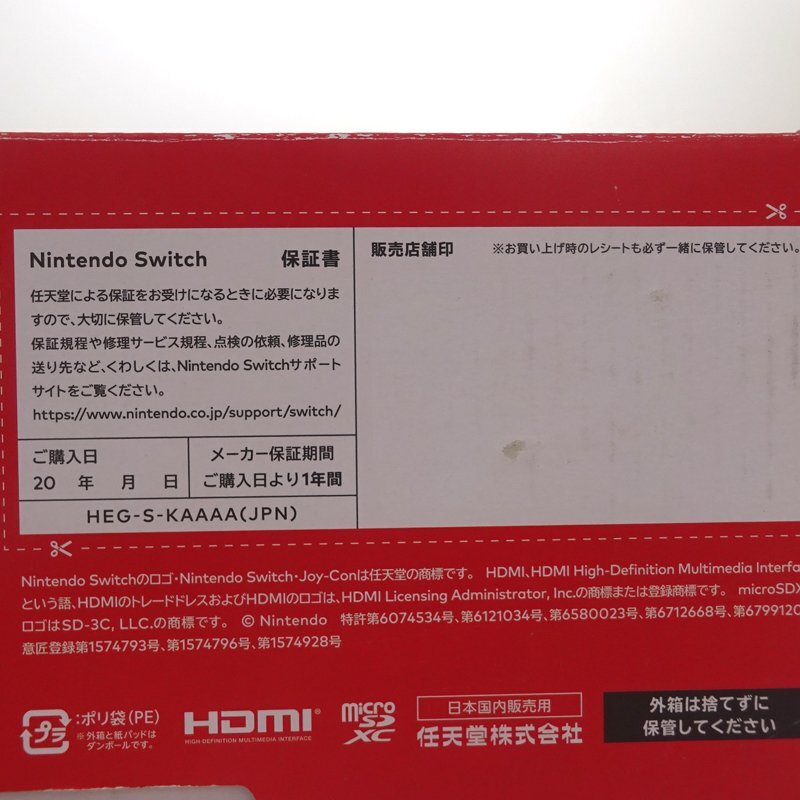 Nintendo Switch 保証書
任天堂による保証をお受けになるときに必要になりま
すので、大切に保管してください。
保証規程や修理サービス規程、点検の依頼、修理品の
送り先など、くわしくは、Nintendo Switchサポート
サイトをご覧ください。
https://www.nintendo.co.jp/support/switch/
ご購入日
20 年 月 日
メーカー保証期間
ご購入日より1年間
HEG-S-KAAAA(JPN)
販売店舗印 ※お買い上げ時のレシートも必ず一緒に保管してください。
Nintendo Switchのロゴ・Nintendo Switch・Joy-Conは任天堂の商標です。 HDMI、HDMI High-Definition Multimedia Interfa
という語、HDMIのトレードドレスおよびHDMIのロゴは、HDMI Licensing Administrator, Inc.の商標または登録商標です。 microSDX
ロゴはSD-3C, LLC.の商標です。 © Nintendo 特許第6074534号、第6121034号、第6580023号、第6712668号、第6799120
意匠登録第1574793号、第1574796号、第1574928号
プラ
:ポリ袋(PE)
※外箱と紙パッドは
ダンボールです。
HDMI®
HIGH-DEFINITION MULTIMEDIA INTERFACE
micro
SD
XC
日本国内販売用
任天堂株式会社
外箱は捨てずに
保管してください